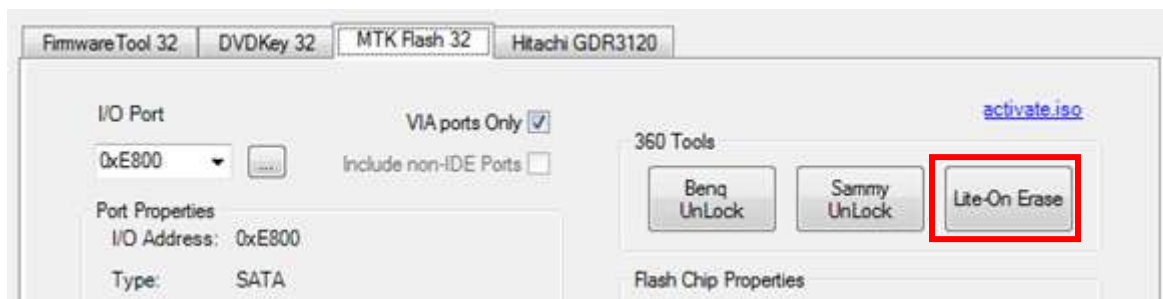 FirmwareTool 32 DVDKey 32 MTK Flash 32 Hitachi GDR3120
I/O Port
VIA ports Only
activate.iso
0xE800 ...
Include non-IDE Ports
360 Tools
Benq UnLock
Sammy UnLock
Lite-On Erase
Port Properties
I/O Address: 0xE800
Type: SATA
Flash Chip Properties